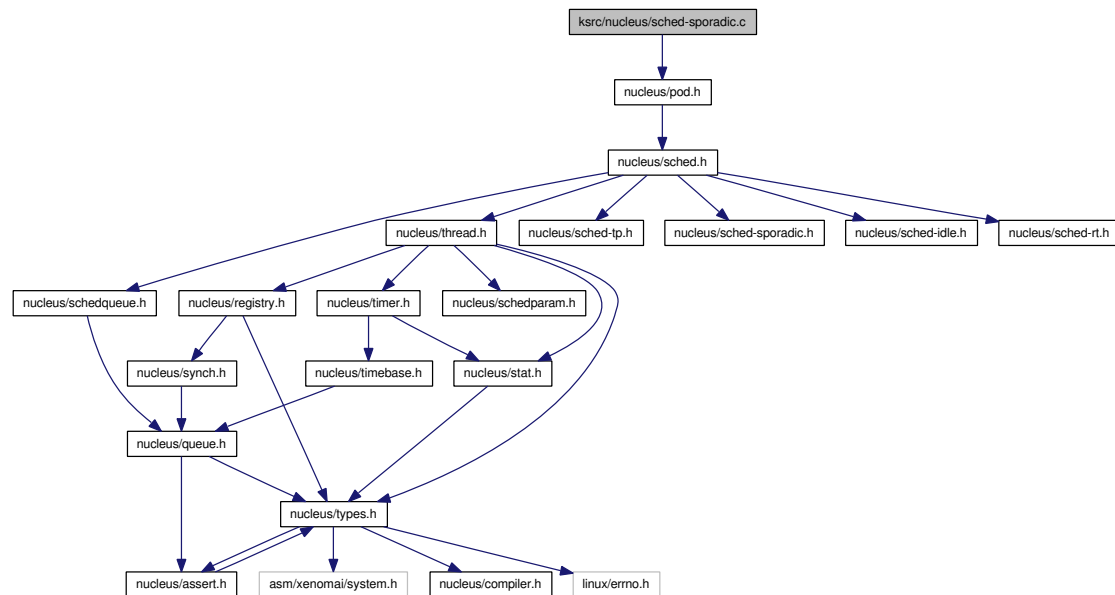 ksrc/nucleus/sched-sporadic.c
nucleus/pod.h
nucleus/sched.h
nucleus/thread.h
nucleus/sched-tp.h
nucleus/sched-sporadic.h
nucleus/sched-idle.h
nucleus/sched-rt.h
nucleus/schedqueue.h
nucleus/registry.h
nucleus/timer.h
nucleus/schedparam.h
nucleus/synch.h
nucleus/timebase.h
nucleus/stat.h
nucleus/queue.h
nucleus/types.h
nucleus/assert.h
asm/xenomai/system.h
nucleus/compiler.h
linux/errno.h